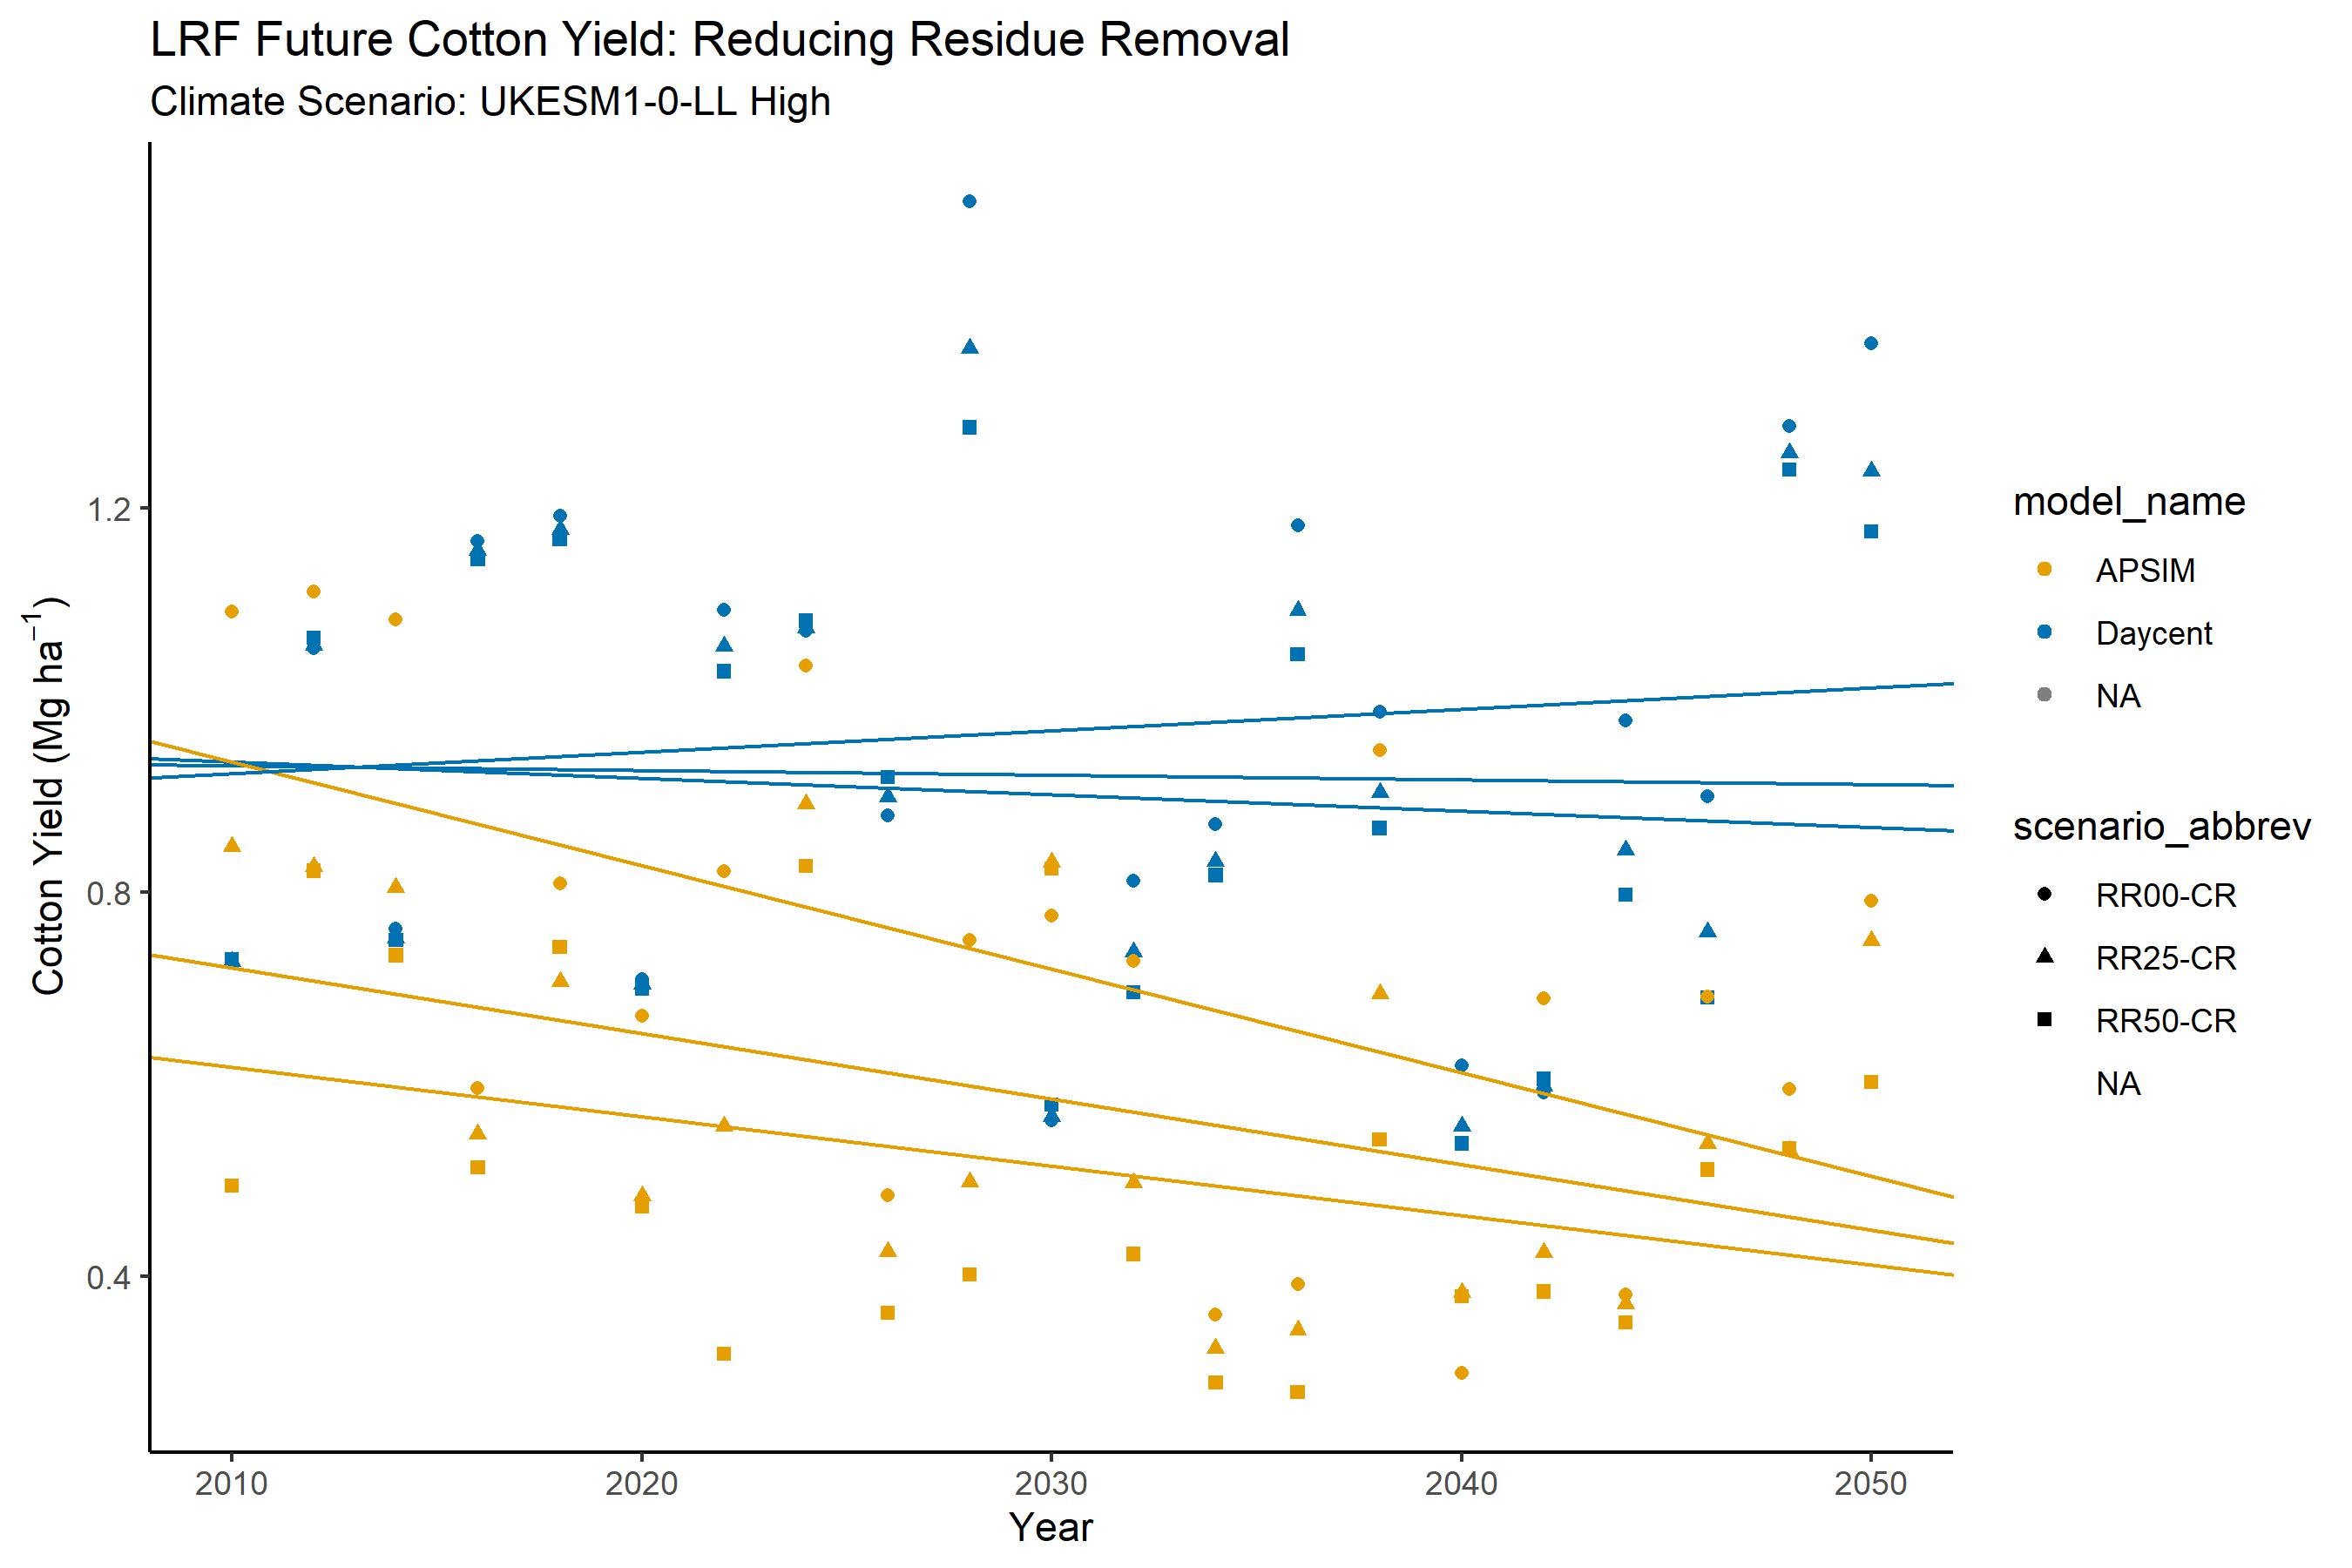 LRF Future Cotton Yield: Reducing Residue Removal
Climate Scenario: UKESM1-0-LL High
Cotton Yield (Mg ha⁻¹)
1.2
0.8
0.4
2010
2020
2030
2040
2050
Year
model_name
APSIM
Daycent
NA
scenario_abbrev
RR00-CR
RR25-CR
RR50-CR
NA